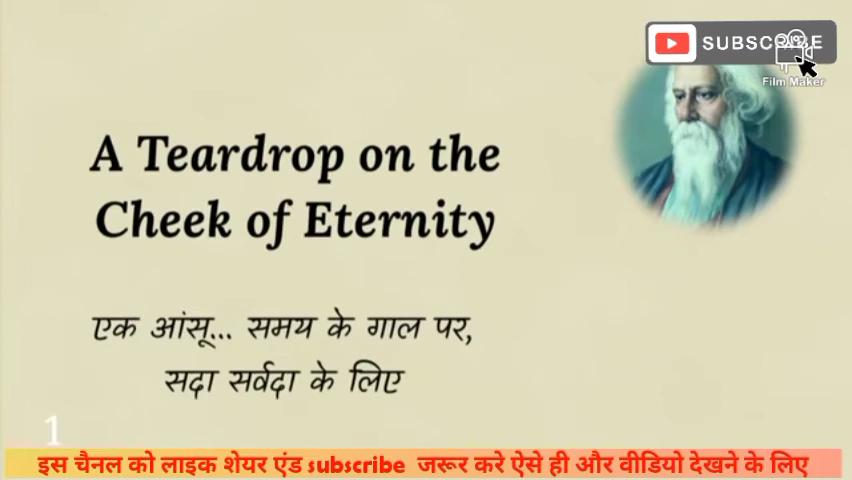 SUBSCRIBE
Film Maker
A Teardrop on the
Cheek of Eternity
एक आंसू... समय के गाल पर,
सदा सर्वदा के लिए
1
इस चैनल को लाइक शेयर एंड subscribe जरूर करे ऐसे ही और वीडियो देखने के लिए